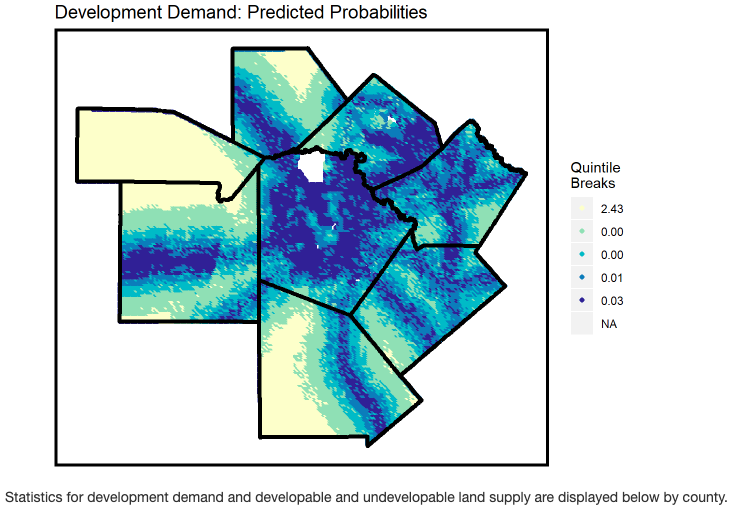 Development Demand: Predicted Probabilities
Quintile
Breaks
2.43
0.00
0.00
0.01
0.03
NA
Statistics for development demand and developable and undevelopable land supply are displayed below by county.